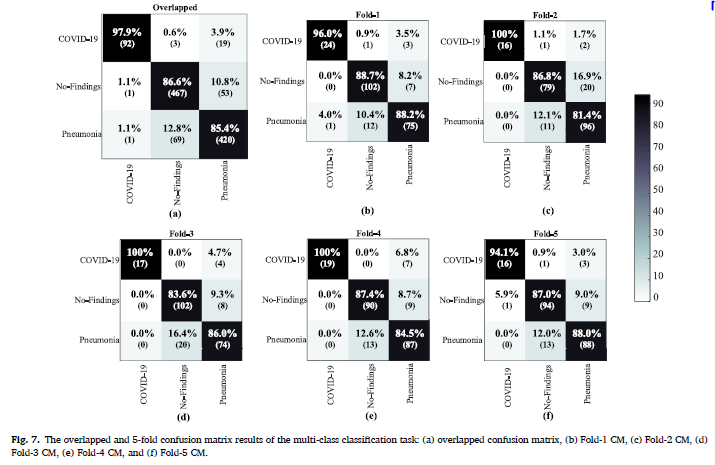 Overlapped
COVID-19 97.9% 0.6% 3.9%
(92) (3) (19)
No-Findings 1.1% 86.6% 10.8%
(1) (467) (53)
Pneumonia 1.1% 12.8% 85.4%
(1) (69) (420)
COVID-19 No-Findings Pneumonia
(a)
Fold-1
COVID-19 96.0% 0.9% 3.5%
(24) (1) (3)
No-Findings 0.0% 88.7% 8.2%
(0) (102) (7)
Pneumonia 4.0% 10.4% 88.2%
(1) (12) (75)
COVID-19 No-Findings Pneumonia
(b)
Fold-2
COVID-19 100% 1.1% 1.7%
(16) (1) (2)
No-Findings 0.0% 86.8% 16.9%
(0) (79) (20)
Pneumonia 0.0% 12.1% 81.4%
(0) (11) (96)
COVID-19 No-Findings Pneumonia
(c)
90
80
70
60
50
40
30
20
10
0
Fold-3
COVID-19 100% 0.0% 4.7%
(17) (0) (4)
No-Findings 0.0% 83.6% 9.3%
(0) (102) (8)
Pneumonia 0.0% 16.4% 86.0%
(0) (20) (74)
COVID-19 No-Findings Pneumonia
(d)
Fold-4
COVID-19 100% 0.0% 6.8%
(19) (0) (7)
No-Findings 0.0% 87.4% 8.7%
(0) (90) (9)
Pneumonia 0.0% 12.6% 84.5%
(0) (13) (87)
COVID-19 No-Findings Pneumonia
(e)
Fold-5
COVID-19 94.1% 0.9% 3.0%
(16) (1) (3)
No-Findings 5.9% 87.0% 9.0%
(1) (94) (9)
Pneumonia 0.0% 12.0% 88.0%
(0) (13) (88)
COVID-19 No-Findings Pneumonia
(f)
Fig. 7. The overlapped and 5-fold confusion matrix results of the multi-class classification task: (a) overlapped confusion matrix, (b) Fold-1 CM, (c) Fold-2 CM, (d)
Fold-3 CM, (e) Fold-4 CM, and (f) Fold-5 CM.